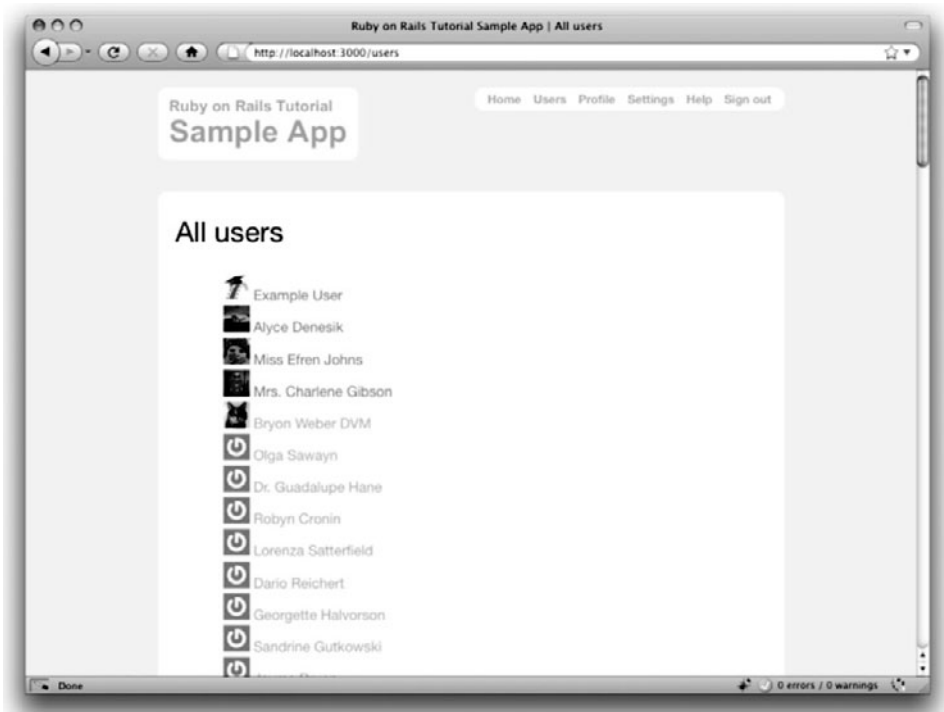 Ruby on Rails Tutorial Sample App | All users
http://localhost:3000/users
Ruby on Rails Tutorial
Sample App
Home Users Profile Settings Help Sign out
All users
Example User
Alyce Denesik
Miss Efren Johns
Mrs. Charlene Gibson
Bryon Weber DVM
Olga Sawayn
Dr. Guadalupe Hane
Robyn Cronin
Lorenza Satterfield
Dario Reichert
Georgette Halvorson
Sandrine Gutkowski
Done
0 errors / 0 warnings